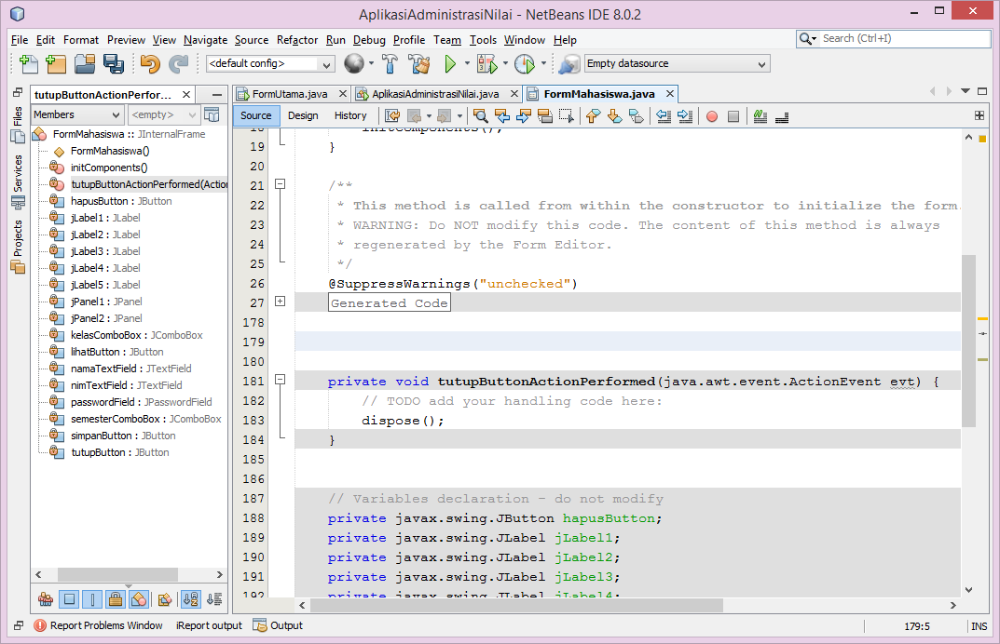 AplikasiAdministrasiNilai - NetBeans IDE 8.0.2
File Edit Format Preview View Navigate Source Refactor Run Debug Profile Team Tools Window Help
Search (Ctrl+I)
<default config>
Empty datasource
tutupButtonActionPerfor...
FormUtama.java
AplikasiAdministrasiNilai.java
FormMahasiswa.java
Members
<empty>
Source Design History
Files
Services
Projects
FormMahasiswa :: JInternalFrame
FormMahasiswa()
initComponents()
tutupButtonActionPerformed(Action
hapusButton : JButton
jLabel1 : JLabel
jLabel2 : JLabel
jLabel3 : JLabel
jLabel4 : JLabel
jLabel5 : JLabel
jPanel1 : JPanel
jPanel2 : JPanel
kelasComboBox : JComboBox
lihatButton : JButton
namaTextField : JTextField
nimTextField : JTextField
passwordField : JPasswordField
semesterComboBox : JComboBox
simpanButton : JButton
tutupButton : JButton
18 initComponents();
19 }
20
21 /**
22 * This method is called from within the constructor to initialize the form.
23 * WARNING: Do NOT modify this code. The content of this method is always
24 * regenerated by the Form Editor.
25 */
26 @SuppressWarnings("unchecked")
27 Generated Code
178
179
180
181 private void tutupButtonActionPerformed(java.awt.event.ActionEvent evt) {
182 // TODO add your handling code here:
183 dispose();
184 }
185
186
187 // Variables declaration - do not modify
188 private javax.swing.JButton hapusButton;
189 private javax.swing.JLabel jLabel1;
190 private javax.swing.JLabel jLabel2;
191 private javax.swing.JLabel jLabel3;
192 private javax.swing.JLabel jLabel4;
Report Problems Window iReport output Output
179:5 INS